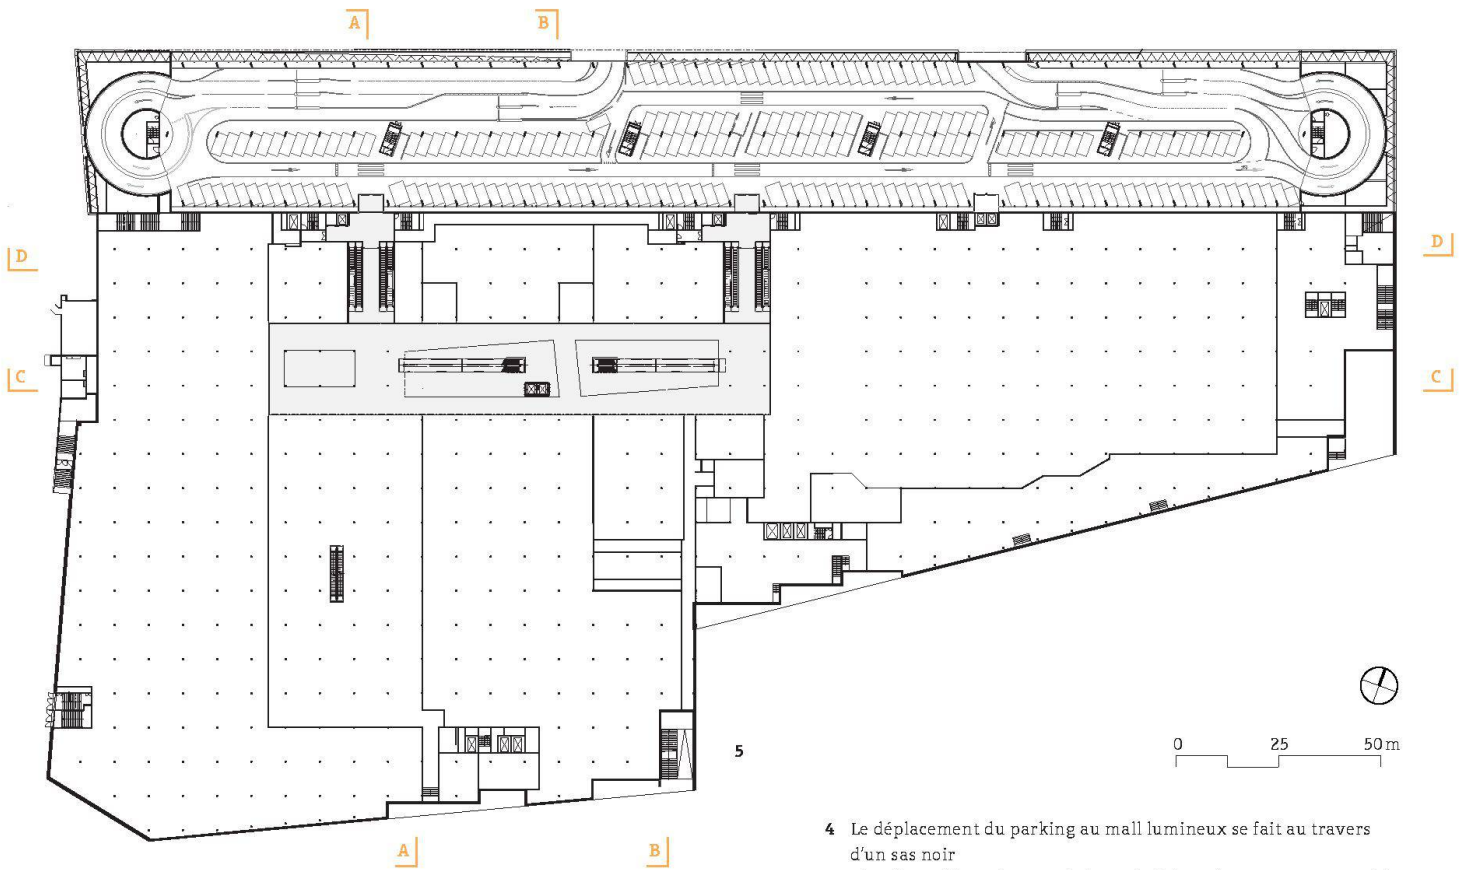 A B
D D
C C
5
0 25 50 m
4 Le déplacement du parking au mall lumineux se fait au travers
d'un sas noir
A B